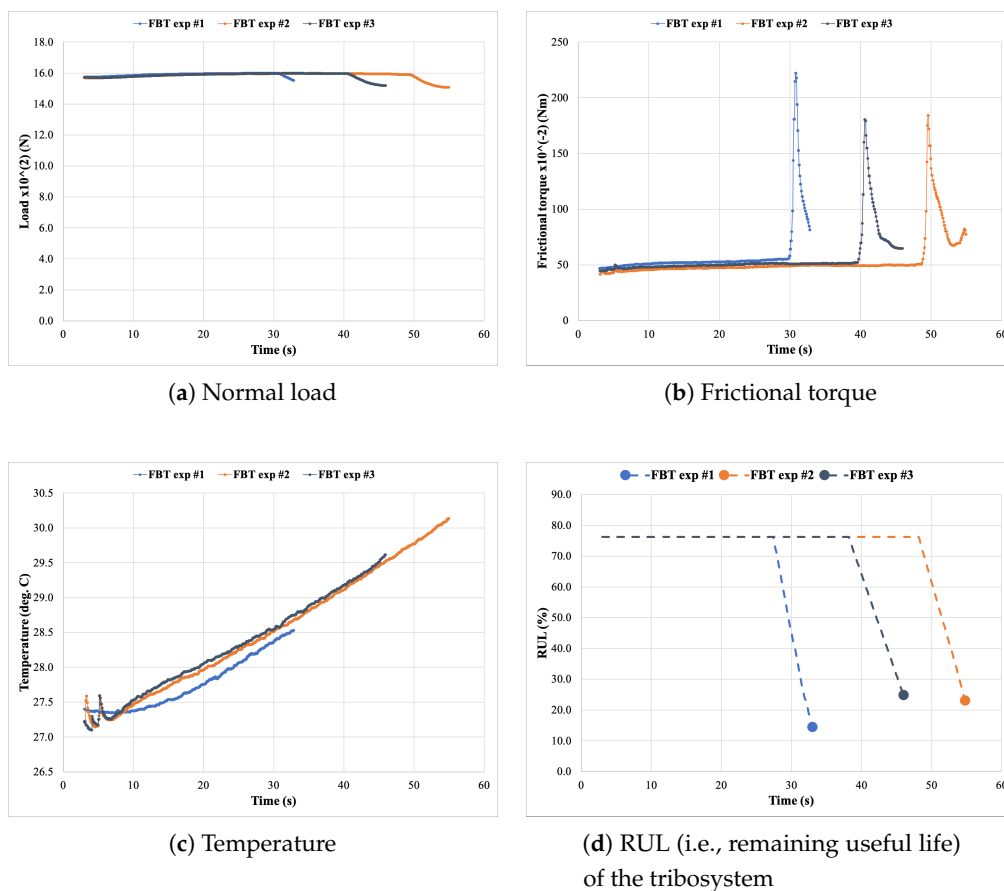 FBT exp #1 FBT exp #2 FBT exp #3
18.0
16.0
14.0
12.0
10.0
8.0
6.0
4.0
2.0
0.0
Load x10^(2) (N)
0 10 20 30 40 50 60
Time (s)
(a) Normal load
FBT exp #1 FBT exp #2 FBT exp #3
250
200
150
100
50
0
Frictional torque x10^(-2) (Nm)
0 10 20 30 40 50 60
Time (s)
(b) Frictional torque
FBT exp #1 FBT exp #2 FBT exp #3
30.5
30.0
29.5
29.0
28.5
28.0
27.5
27.0
26.5
Temperature (deg. C)
0 10 20 30 40 50 60
Time (s)
(c) Temperature
FBT exp #1 FBT exp #2 FBT exp #3
90.0
80.0
70.0
60.0
50.0
40.0
30.0
20.0
10.0
0.0
RUL (%)
0 10 20 30 40 50 60
Time (s)
(d) RUL (i.e., remaining useful life)
of the tribosystem